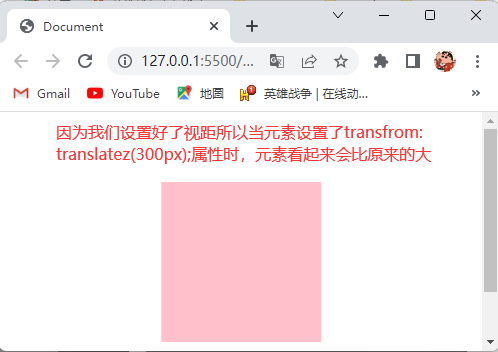 Document
127.0.0.1:5500/...
Gmail
YouTube
地图
英雄战争 | 在线动...
因为我们设置好了视距所以当元素设置了transfrom:
translatez(300px);属性时，元素看起来会比原来的大